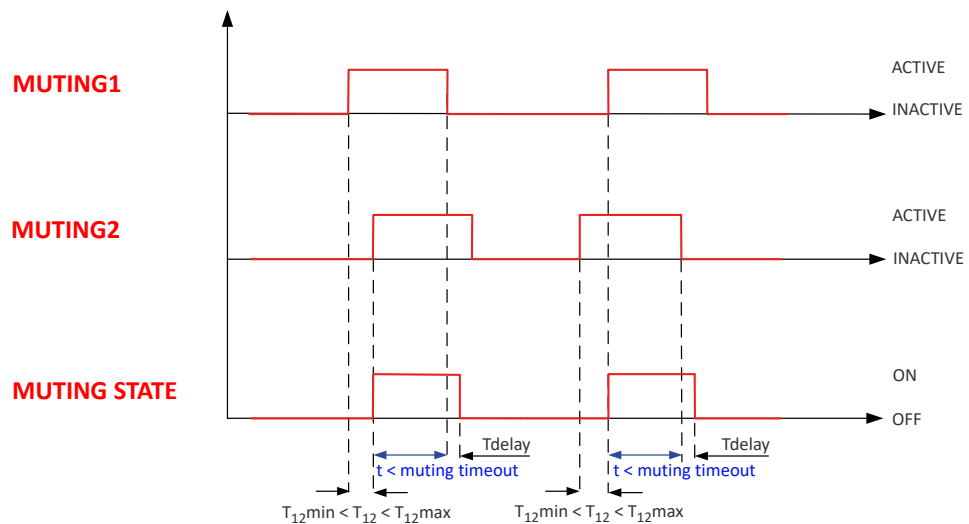 MUTING1
ACTIVE
INACTIVE
MUTING2
ACTIVE
INACTIVE
MUTING STATE
ON
OFF
Tdelay
Tdelay
t < muting timeout
t < muting timeout
T12min < T12 < T12max
T12min < T12 < T12max